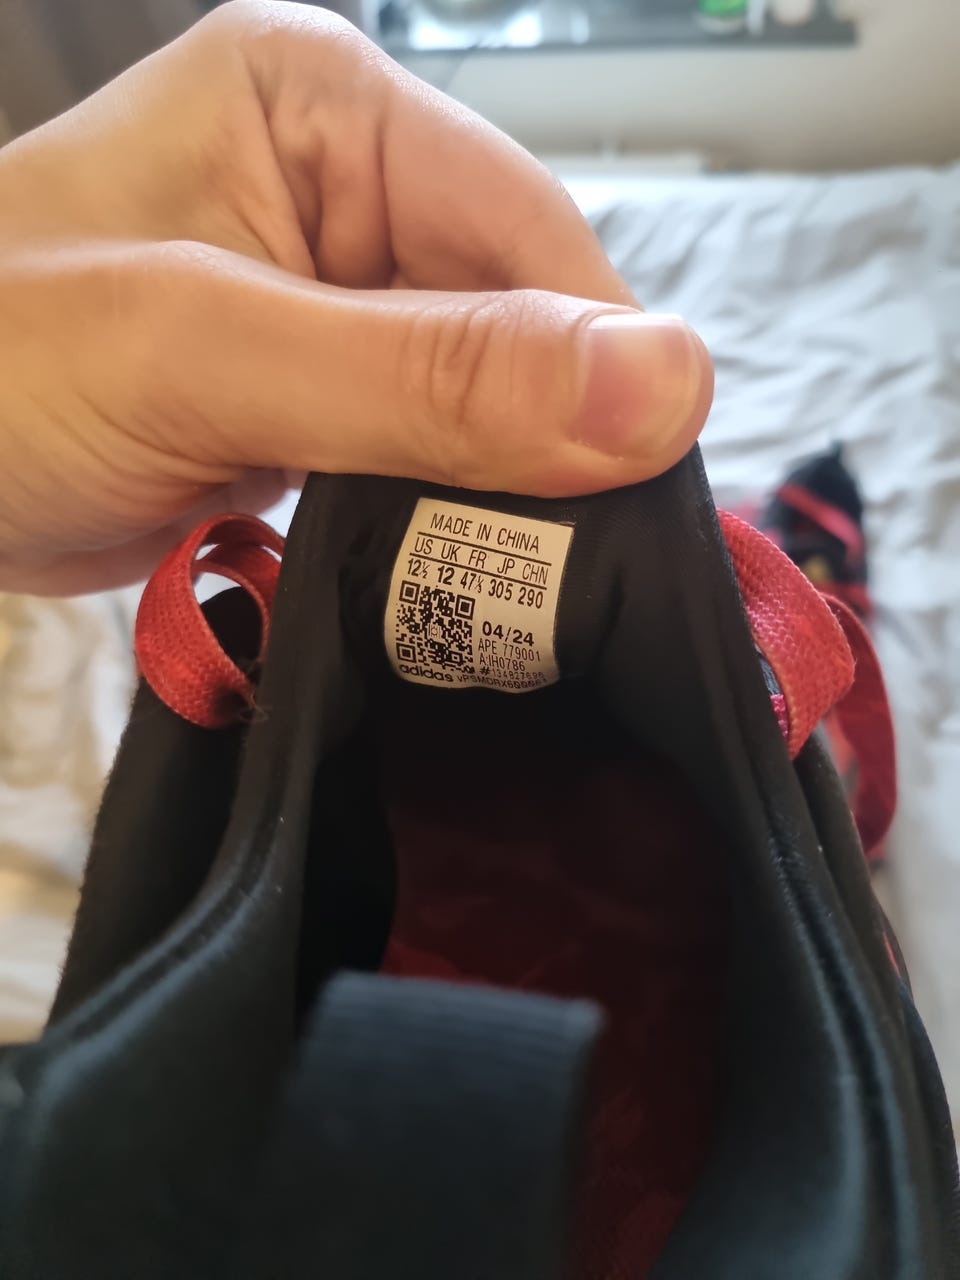 MADE IN CHINA
US UK FR JP CHN
12½ 12 47⅓ 305 290
04/24
APE 779001
A:IH0786
adidas